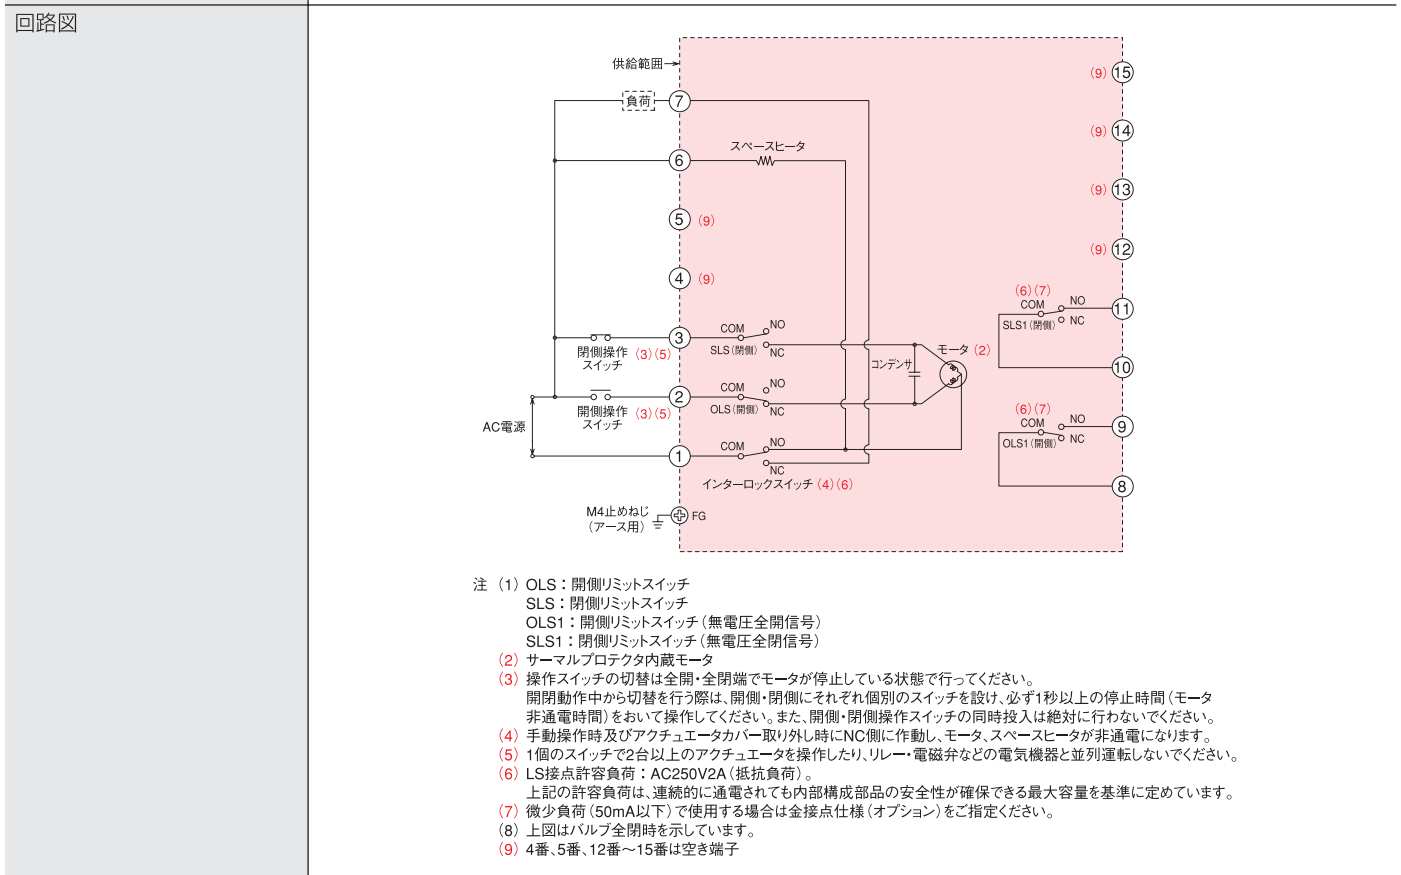 回路図
供給範囲
(9) 15
負荷 7
(9) 14
スペースヒータ
6
(9) 13
5 (9)
(9) 12
4 (9)
(6)(7)
COM NO
11
SLS1(閉側) NC
3 COM NO
閉側操作 (3)(5) SLS(閉側) NC
スイッチ
モータ (2)
コンデンサ
10
2 COM NO
開側操作 (3)(5) OLS(開側) NC
スイッチ
(6)(7)
COM NO
9
OLS1(開側) NC
AC電源
1 COM NO
NC
インターロックスイッチ (4)(6)
8
M4止めねじ
(アース用)
FG
注 (1) OLS:開側リミットスイッチ
SLS:閉側リミットスイッチ
OLS1:開側リミットスイッチ(無電圧全開信号)
SLS1:閉側リミットスイッチ(無電圧全閉信号)
(2) サーマルプロテクタ内蔵モータ
(3) 操作スイッチの切替は全開・全閉端でモータが停止している状態で行ってください。
開閉動作中から切替を行う際は、開側・閉側にそれぞれ個別のスイッチを設け、必ず1秒以上の停止時間(モータ
非通電時間)をおいて操作してください。また、開側・閉側操作スイッチの同時投入は絶対に行わないでください。
(4) 手動操作時及びアクチュエータカバー取り外し時にNC側に作動し、モータ、スペースヒータが非通電になります。
(5) 1個のスイッチで2台以上のアクチュエータを操作したり、リレー・電磁弁などの電気機器と並列運転しないでください。
(6) LS接点許容負荷:AC250V2A(抵抗負荷)。
上記の許容負荷は、連続的に通電されても内部構成部品の安全性が確保できる最大容量を基準に定めています。
(7) 微少負荷(50mA以下)で使用する場合は金接点仕様(オプション)をご指定ください。
(8) 上図はバルブ全閉時を示しています。
(9) 4番、5番、12番～15番は空き端子